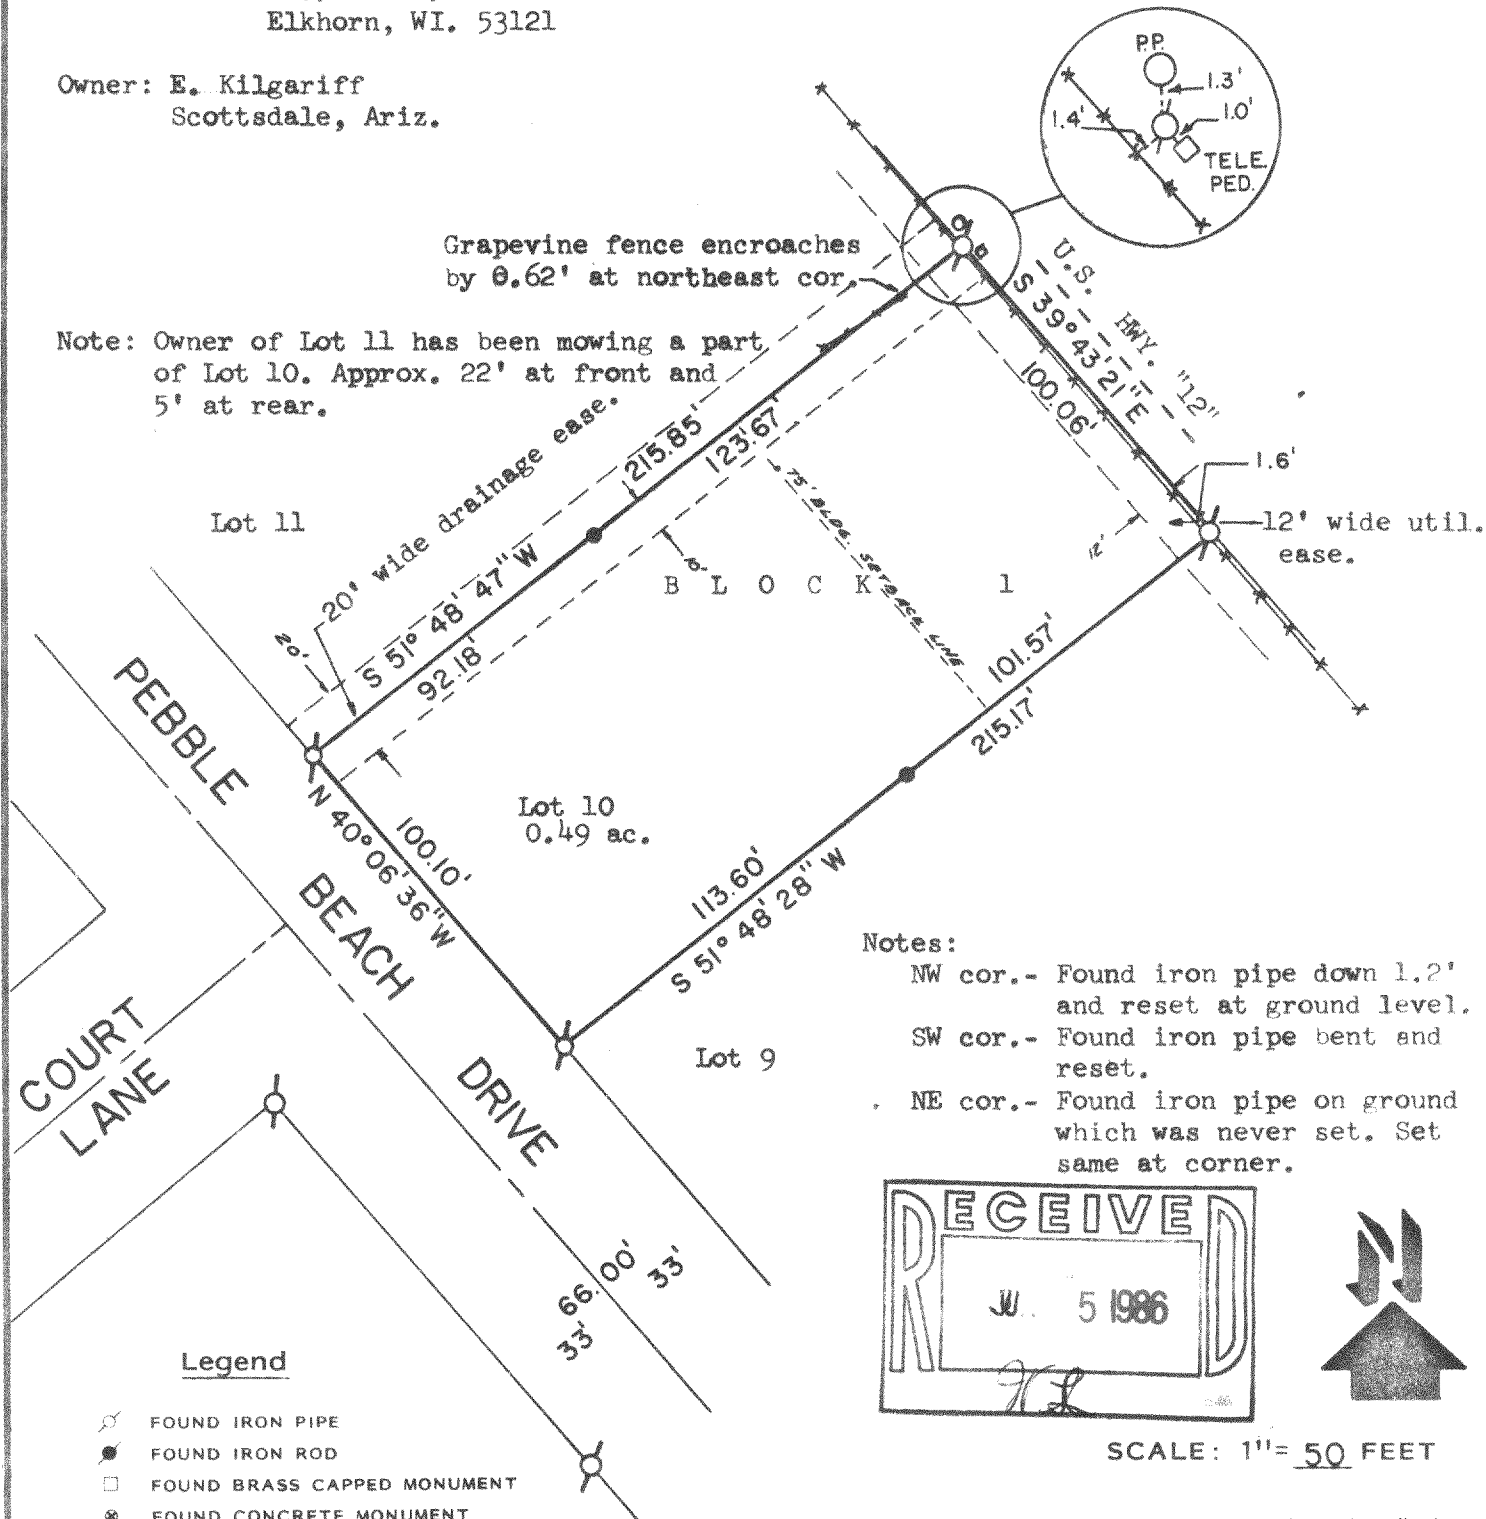 Elkhorn, WI. 53121
Owner: E. Kilgariff
Scottsdale, Ariz.
P.P.
1.3'
1.4'
1.0'
TELE.
PED.
Grapevine fence encroaches
by 0.62' at northeast cor.
Note: Owner of Lot 11 has been mowing a part
of Lot 10. Approx. 22' at front and
5' at rear.
U.S. HWY. "12"
S 39° 43' 21" E
100.06'
1.6'
12' wide util.
ease.
12'
20' wide drainage ease.
215.85'
123.67'
S 51° 48' 47" W
92.18'
20'
Lot 11
75' BLDG. SETBACK LINE
BLOCK 1
101.57'
215.17'
PEBBLE BEACH DRIVE
N 40° 06' 36" W
100.10'
Lot 10
0.49 ac.
113.60'
S 51° 48' 28" W
Lot 9
COURT
LANE
66.00'
33'
33'
Notes:
NW cor.- Found iron pipe down 1.2'
and reset at ground level.
SW cor.- Found iron pipe bent and
reset.
NE cor.- Found iron pipe on ground
which was never set. Set
same at corner.
RECEIVED
5 1986
N
SCALE: 1"= 50 FEET
Legend
FOUND IRON PIPE
FOUND IRON ROD
FOUND BRASS CAPPED MONUMENT
FOUND CONCRETE MONUMENT